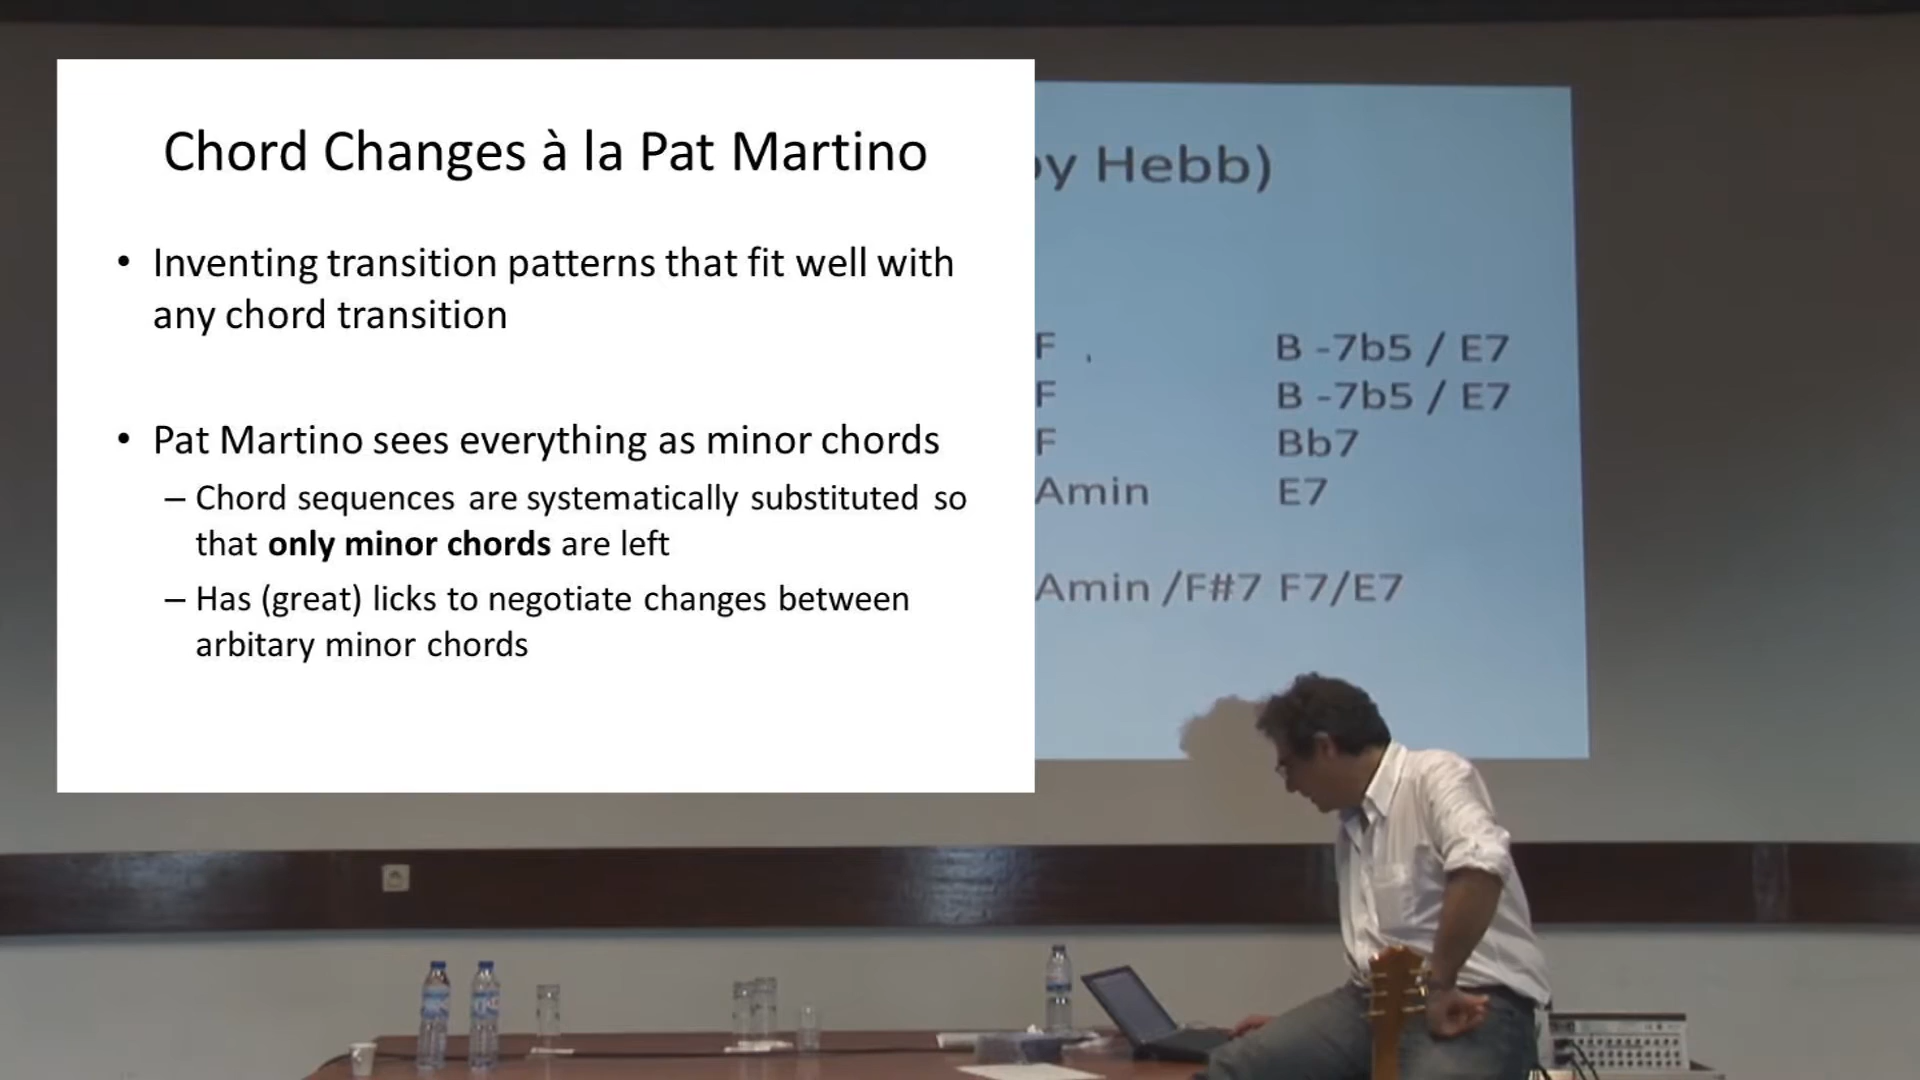 Chord Changes à la Pat Martino
• Inventing transition patterns that fit well with
any chord transition
• Pat Martino sees everything as minor chords
– Chord sequences are systematically substituted so
that only minor chords are left
– Has (great) licks to negotiate changes between
arbitary minor chords
y Hebb)
F B -7b5 / E7
F B -7b5 / E7
F Bb7
Amin E7
Amin /F#7 F7/E7